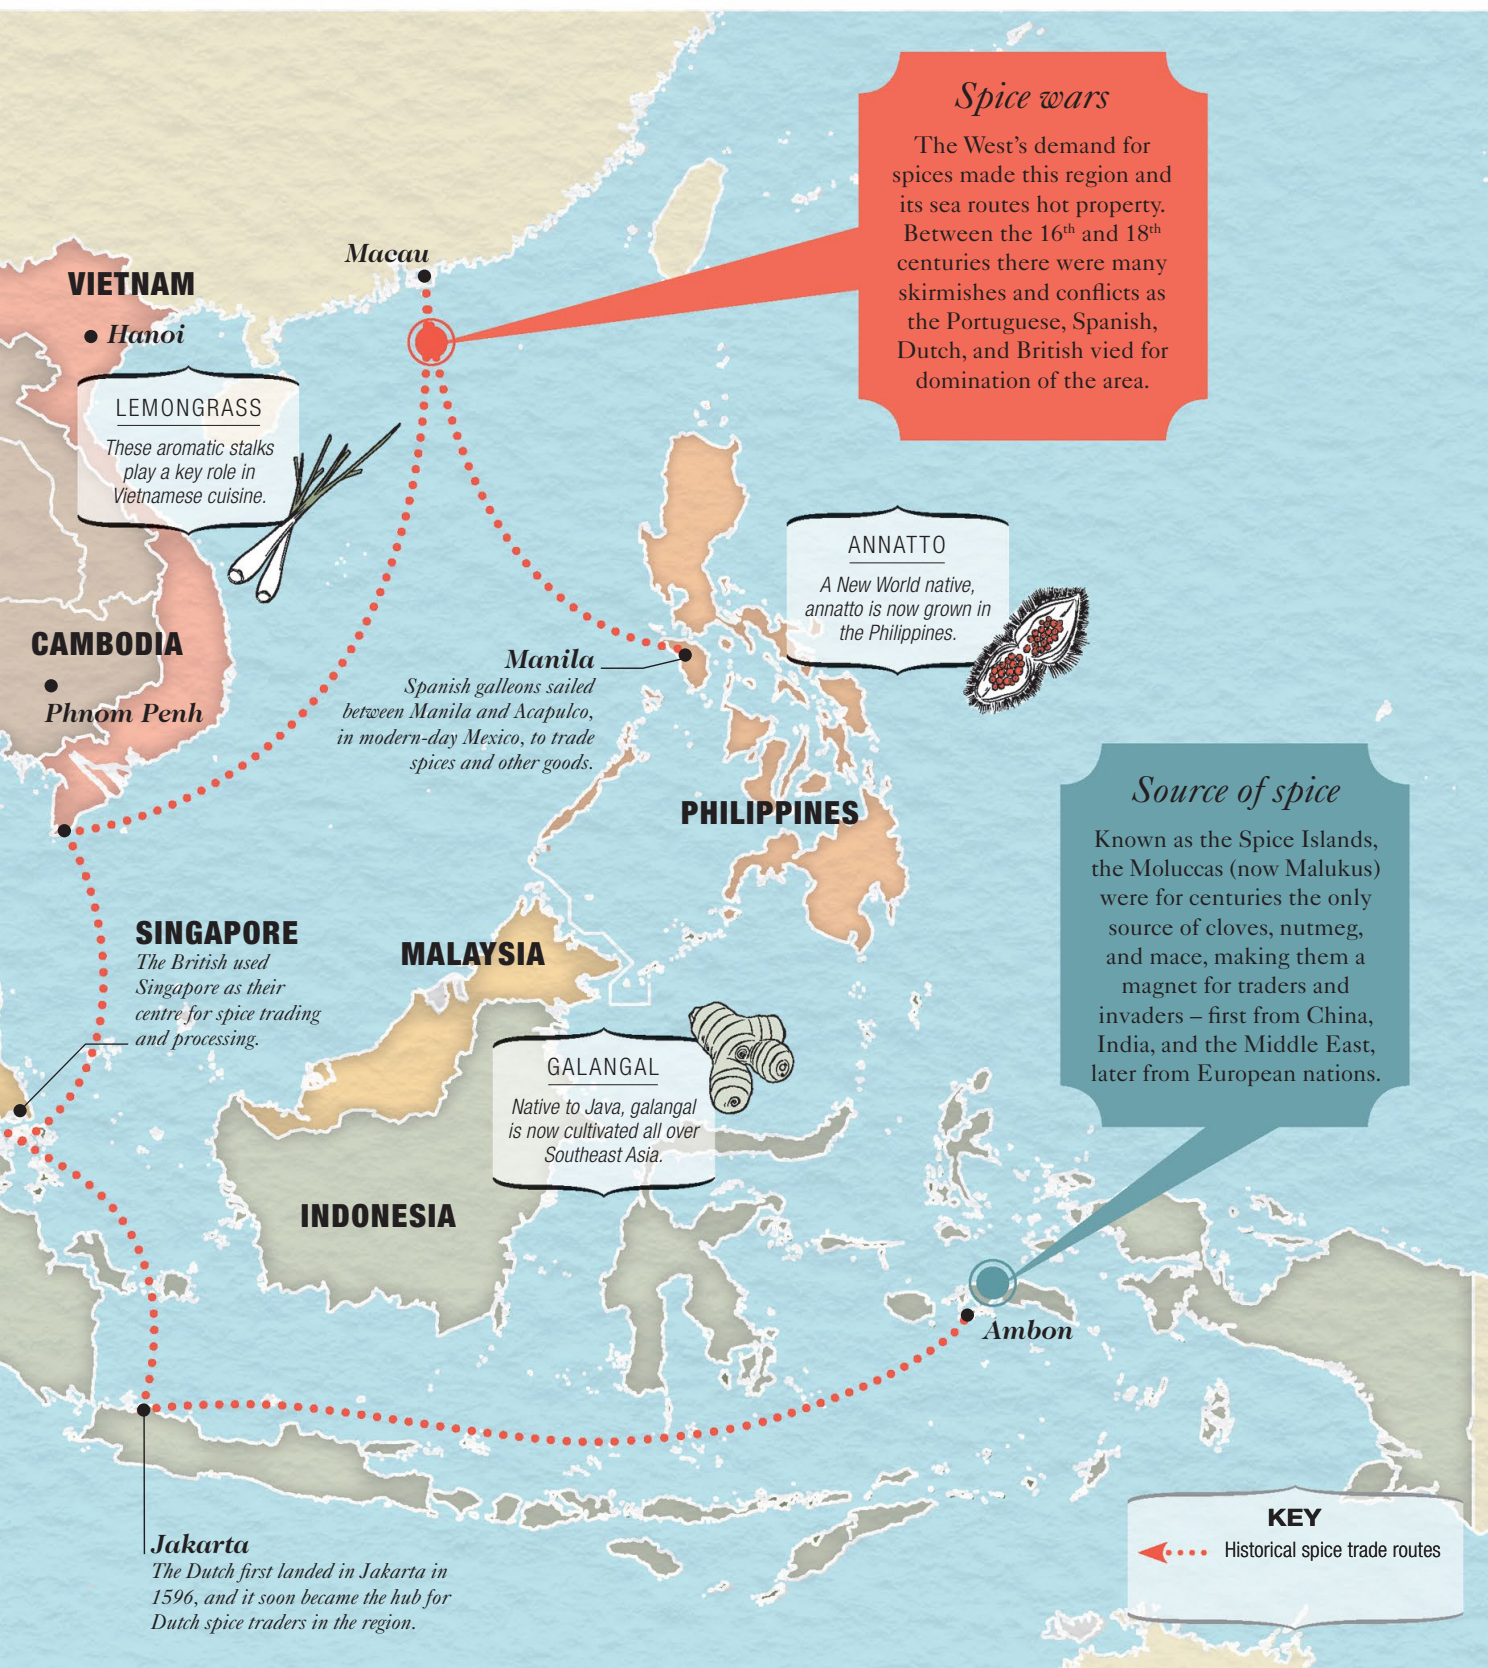 Spice wars
The West's demand for
spices made this region and
its sea routes hot property.
Between the 16th and 18th
centuries there were many
skirmishes and conflicts as
the Portuguese, Spanish,
Dutch, and British vied for
domination of the area.
Macau
VIETNAM
Hanoi
LEMONGRASS
These aromatic stalks
play a key role in
Vietnamese cuisine.
ANNATTO
A New World native,
annatto is now grown in
the Philippines.
CAMBODIA
Phnom Penh
Manila
Spanish galleons sailed
between Manila and Acapulco,
in modern-day Mexico, to trade
spices and other goods.
PHILIPPINES
Source of spice
Known as the Spice Islands,
the Moluccas (now Malukus)
were for centuries the only
source of cloves, nutmeg,
and mace, making them a
magnet for traders and
invaders – first from China,
India, and the Middle East,
later from European nations.
SINGAPORE
The British used
Singapore as their
centre for spice trading
and processing.
MALAYSIA
GALANGAL
Native to Java, galangal
is now cultivated all over
Southeast Asia.
INDONESIA
Ambon
Jakarta
The Dutch first landed in Jakarta in
1596, and it soon became the hub for
Dutch spice traders in the region.
KEY
Historical spice trade routes